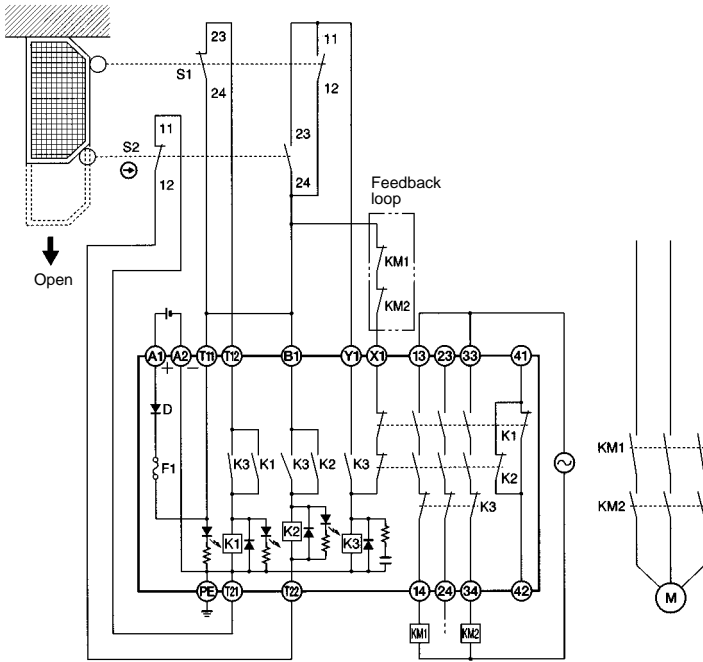 23
11
S1
24
12
11
S2
23
12
24
Feedback
loop
KM1
KM2
Open
A1
A2
T11
T12
B1
Y1
X1
13
23
33
41
+
−
D
F1
K3
K1
K3
K2
K3
K1
K2
K3
K1
K2
K3
KM1
KM2
M
PE
T21
T22
14
24
34
42
KM1
KM2